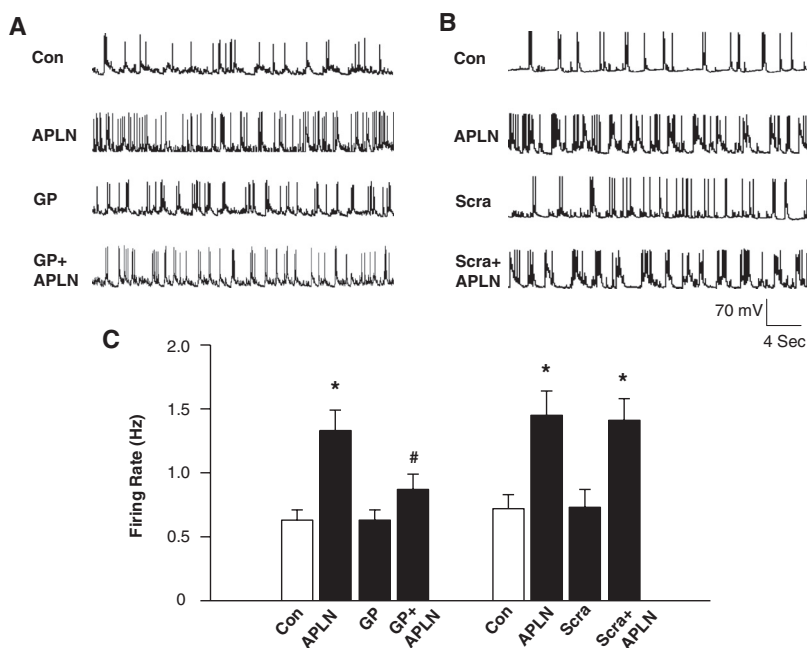 A
Con
APLN
GP
GP+
APLN
B
Con
APLN
Scra
Scra+
APLN
70 mV
4 Sec
C
Firing Rate (Hz)
2.0
1.5
1.0
0.5
0
*
#
*
*
Con
APLN
GP
GP+
APLN
Con
APLN
Scra
Scra+
APLN